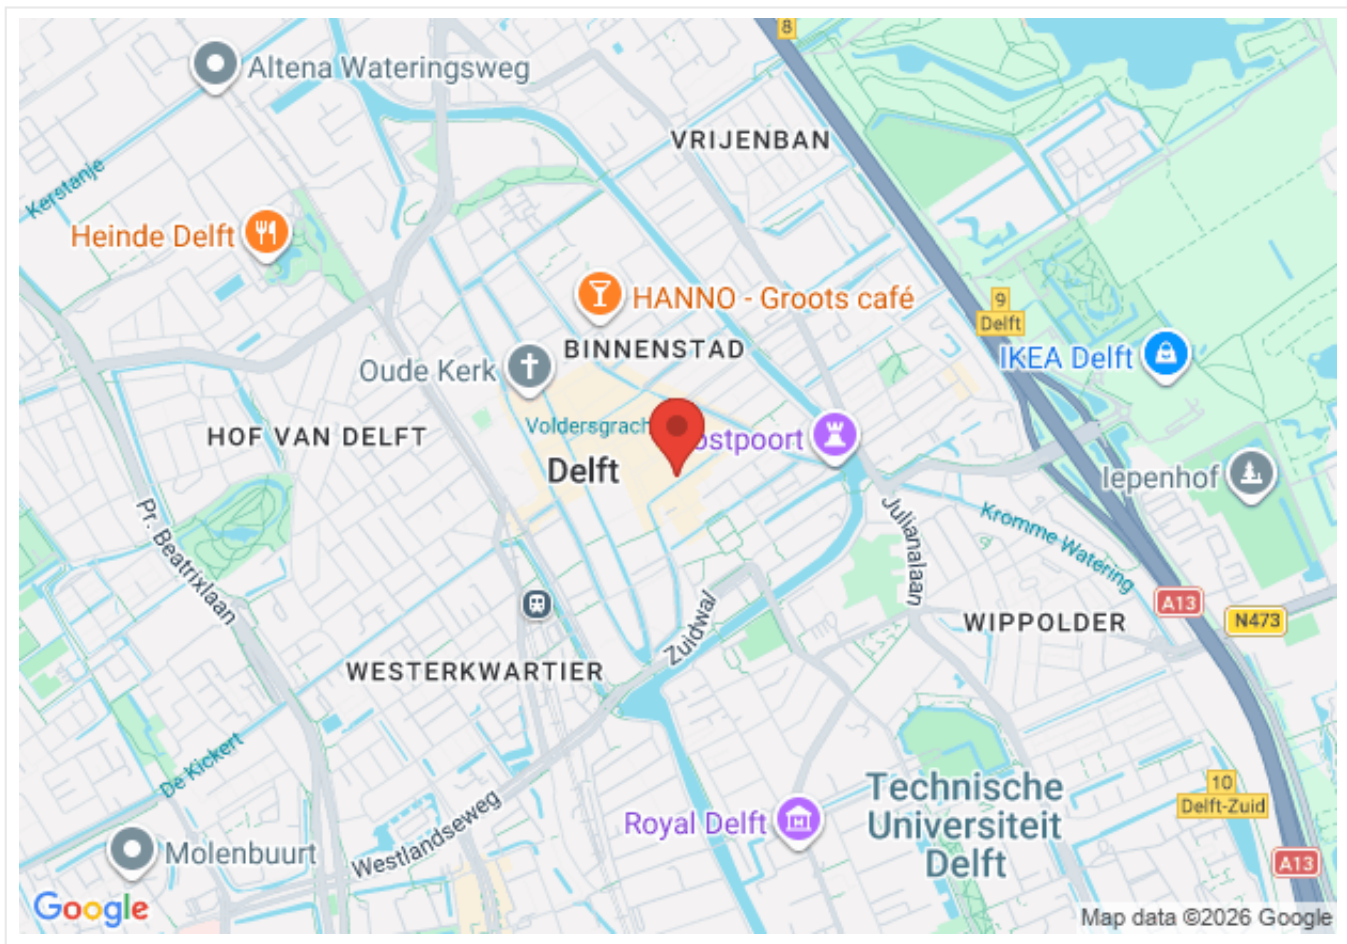 8
Altena Wateringsweg
VRIJENBAN
Kerstanje
Heinde Delft
HANNO - Groots café
9
Delft
BINNENSTAD
IKEA Delft
Oude Kerk
Voldersgrach
HOF VAN DELFT
ostpoort
Delft
Iepenhof
Pr. Beatrixlaan
Julianalaan
Kromme Watering
A13
N473
Zuidwal
WIPPOLDER
WESTERKWARTIER
De Kickert
Technische
Universiteit
Delft
10
Delft-Zuid
Royal Delft
Westlandseweg
Molenbuurt
A13
Google
Map data ©2026 Google